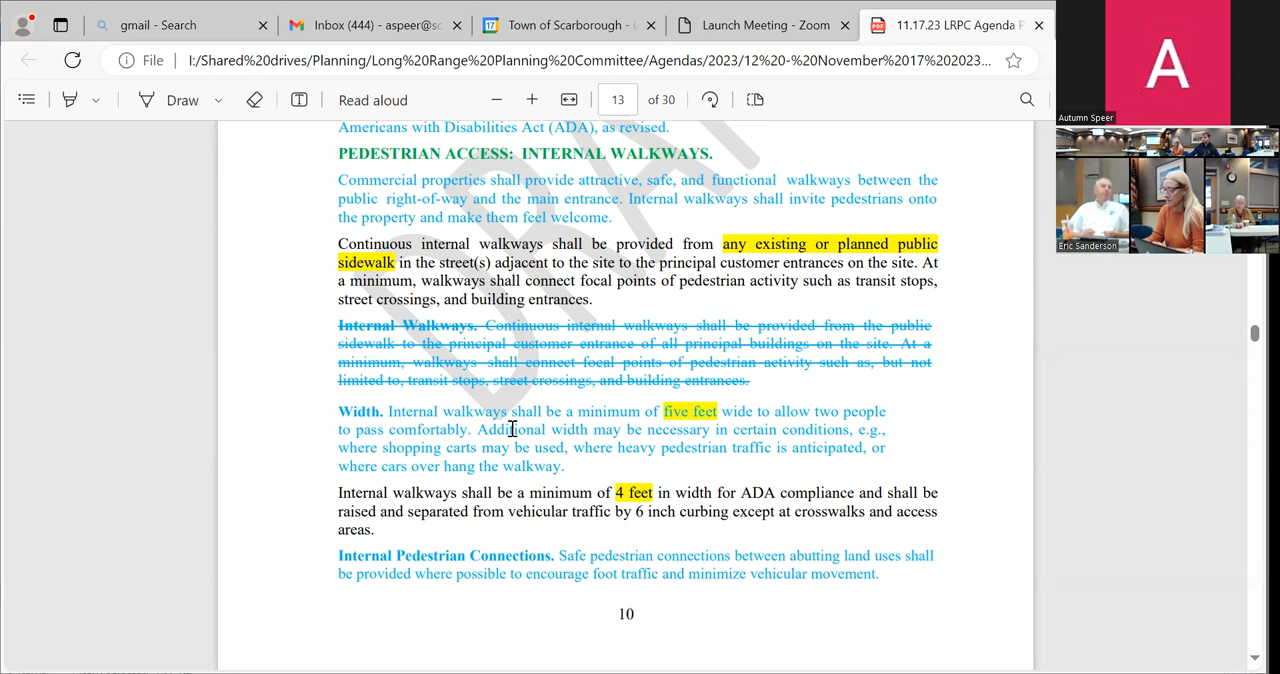 gmail - Search
Inbox (444) - aspeer@sc
Town of Scarborough - 
Launch Meeting - Zoom
11.17.23 LRPC Agenda P
File
I:/Shared%20drives/Planning/Long%20Range%20Planning%20Committee/Agendas/2023/12%20-%20November%2017%202023...
Draw
Read aloud
13
of 30
A
Autumn Speer
Eric Sanderson
DRA
Americans with Disabilities Act (ADA), as revised.
PEDESTRIAN ACCESS: INTERNAL WALKWAYS.
Commercial properties shall provide attractive, safe, and functional walkways between the
public right-of-way and the main entrance. Internal walkways shall invite pedestrians onto
the property and make them feel welcome.
Continuous internal walkways shall be provided from any existing or planned public
sidewalk in the street(s) adjacent to the site to the principal customer entrances on the site. At
a minimum, walkways shall connect focal points of pedestrian activity such as transit stops,
street crossings, and building entrances.
Internal Walkways. Continuous internal walkways shall be provided from the public
sidewalk to the principal customer entrance of all principal buildings on the site. At a
minimum, walkways shall connect focal points of pedestrian activity such as, but not
limited to, transit stops, street crossings, and building entrances.
Width. Internal walkways shall be a minimum of five feet wide to allow two people
to pass comfortably. Additional width may be necessary in certain conditions, e.g.,
where shopping carts may be used, where heavy pedestrian traffic is anticipated, or
where cars over hang the walkway.
Internal walkways shall be a minimum of 4 feet in width for ADA compliance and shall be
raised and separated from vehicular traffic by 6 inch curbing except at crosswalks and access
areas.
Internal Pedestrian Connections. Safe pedestrian connections between abutting land uses shall
be provided where possible to encourage foot traffic and minimize vehicular movement.
10